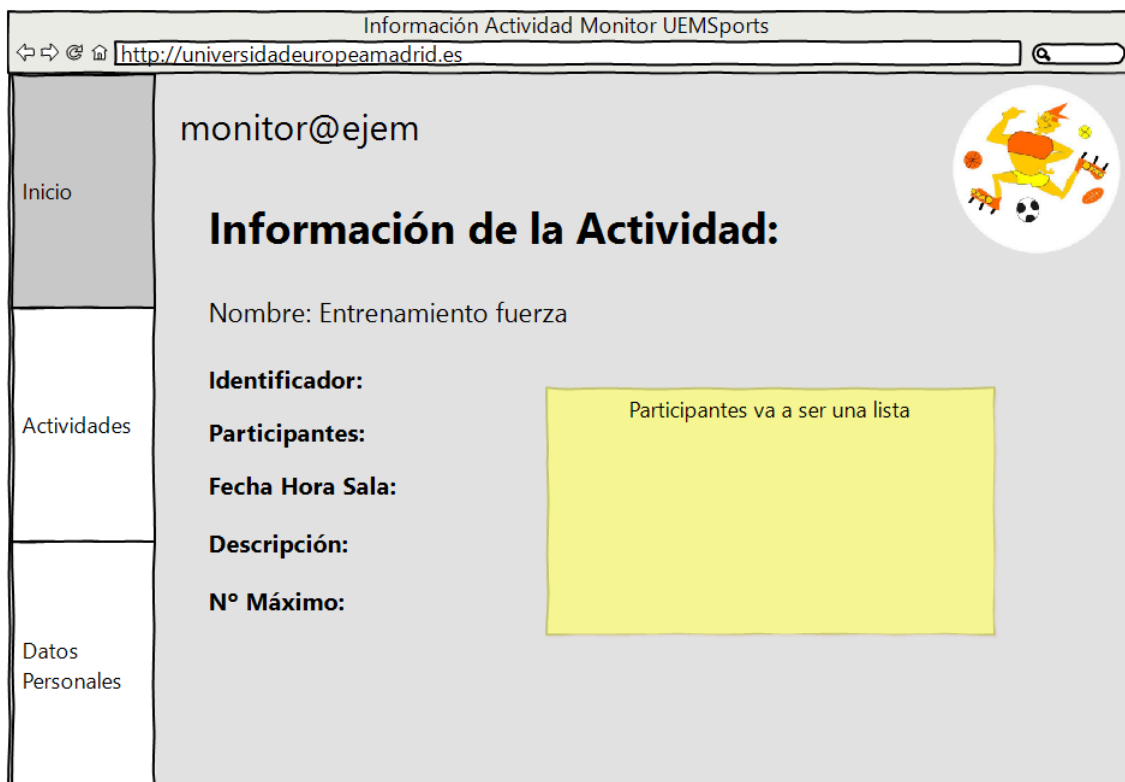 Información Actividad Monitor UEMSports
http://universidadeuropeamadrid.es
monitor@ejem
Inicio
Información de la Actividad:
Nombre: Entrenamiento fuerza
Identificador:
Participantes va a ser una lista
Actividades
Participantes:
Fecha Hora Sala:
Descripción:
Nº Máximo:
Datos
Personales